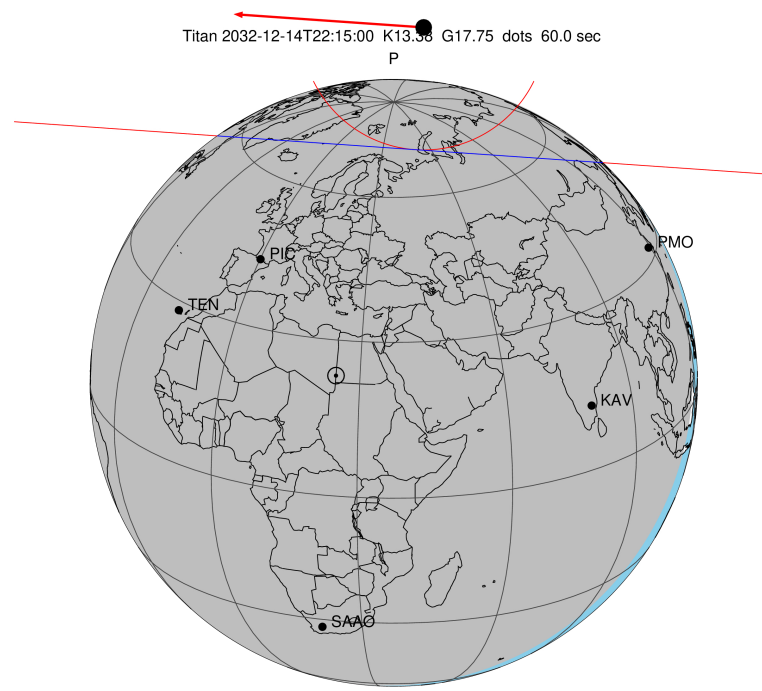 Titan 2032-12-14T22:15:00 K13.38 G17.75 dots 60.0 sec
P
PMO
PIC
TEN
KAV
SAAO